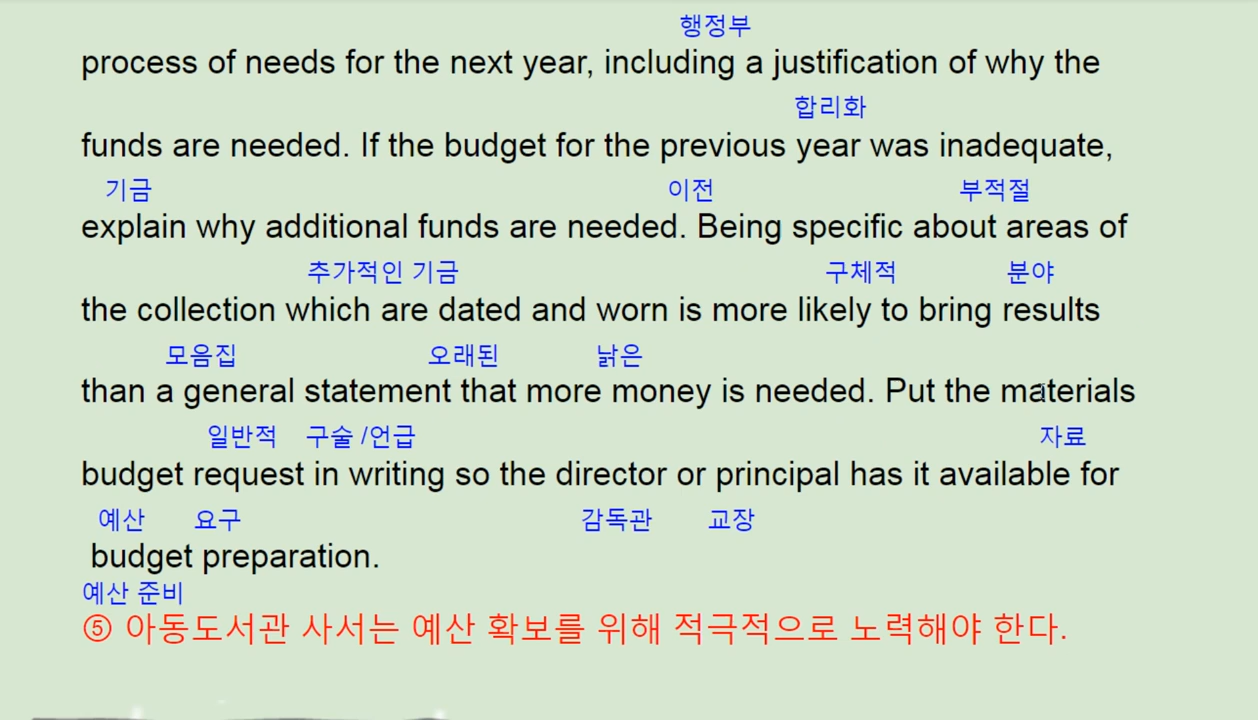 행정부
process of needs for the next year, including a justification of why the
합리화
funds are needed. If the budget for the previous year was inadequate,
기금 이전 부적절
explain why additional funds are needed. Being specific about areas of
추가적인 기금 구체적 분야
the collection which are dated and worn is more likely to bring results
모음집 오래된 낡은
than a general statement that more money is needed. Put the materials
일반적 구술 /언급 자료
budget request in writing so the director or principal has it available for
예산 요구 감독관 교장
budget preparation.
예산 준비
⑤ 아동도서관 사서는 예산 확보를 위해 적극적으로 노력해야 한다.